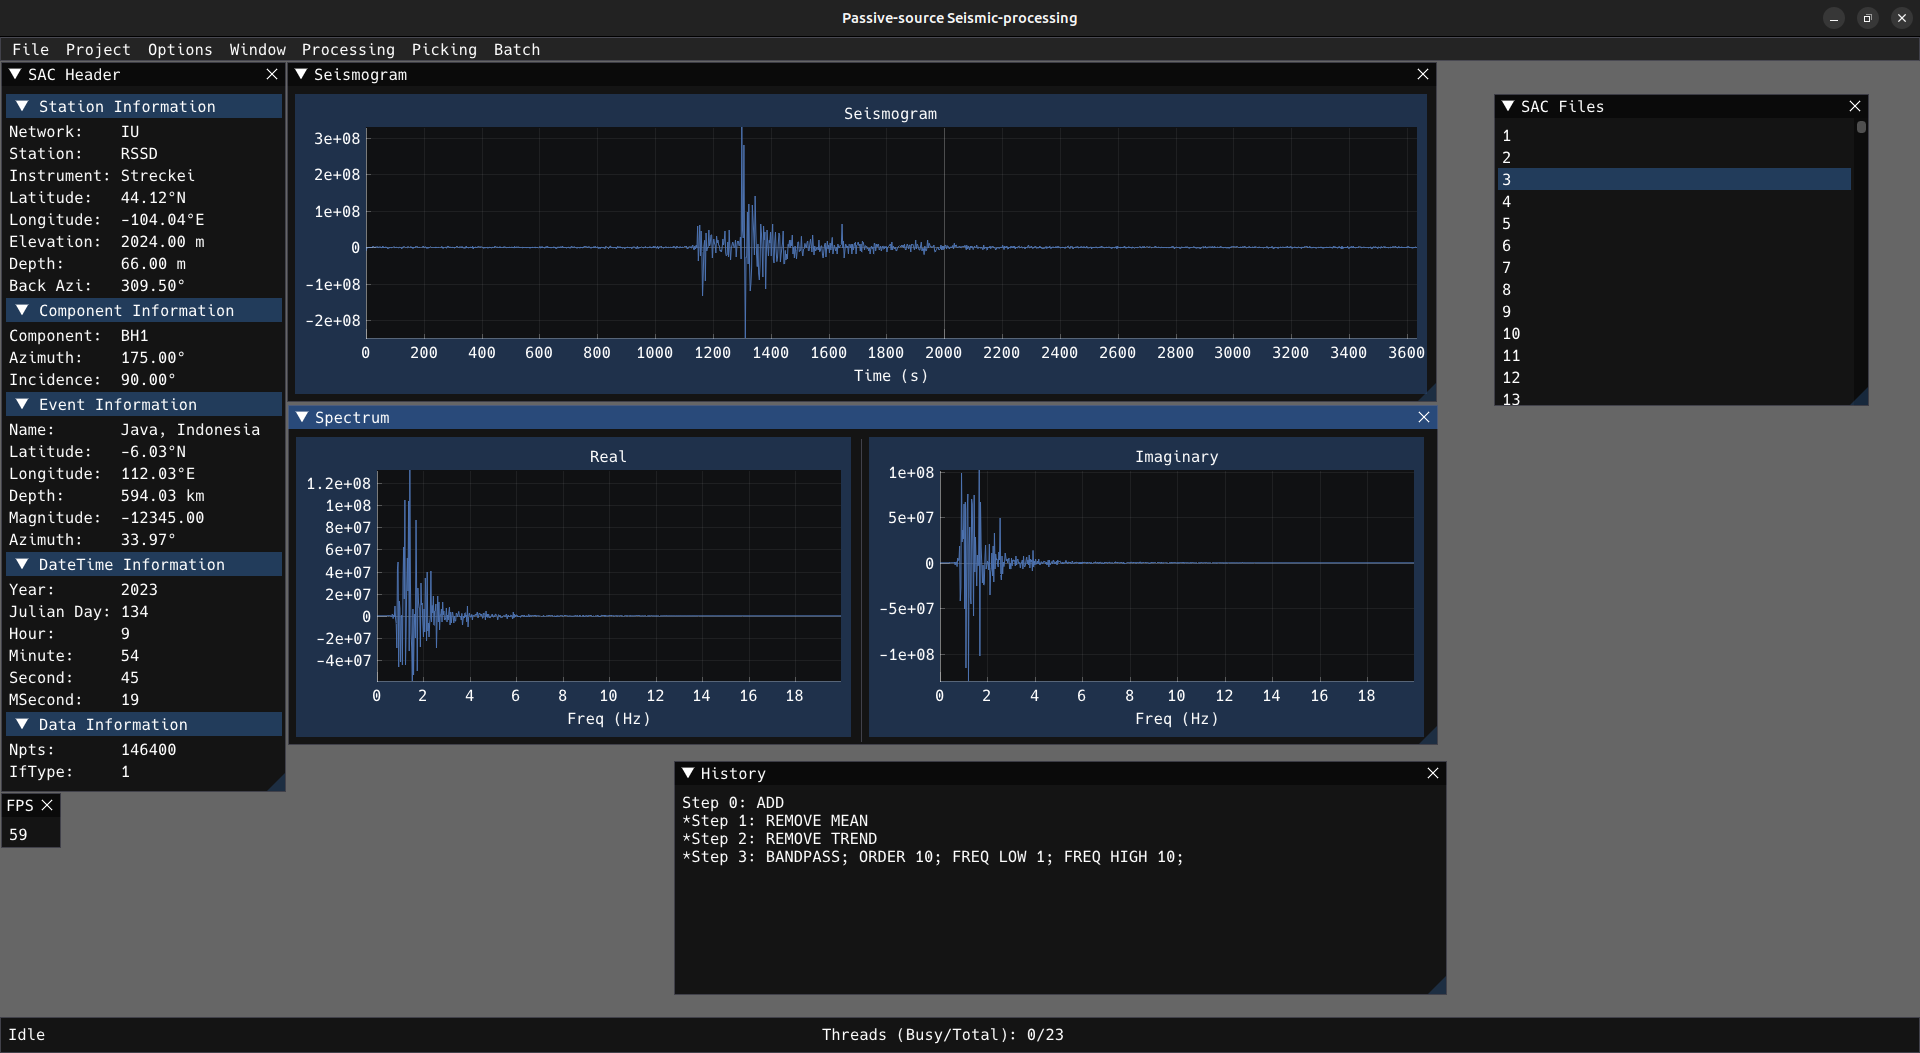 Passive-source Seismic-processing
File Project Options Window Processing Picking Batch
SAC Header
Station Information
Network: IU
Station: RSSD
Instrument: Streckei
Latitude: 44.12°N
Longitude: -104.04°E
Elevation: 2024.00 m
Depth: 66.00 m
Back Azi: 309.50°
Component Information
Component: BH1
Azimuth: 175.00°
Incidence: 90.00°
Event Information
Name: Java, Indonesia
Latitude: -6.03°N
Longitude: 112.03°E
Depth: 594.03 km
Magnitude: -12345.00
Azimuth: 33.97°
DateTime Information
Year: 2023
Julian Day: 134
Hour: 9
Minute: 54
Second: 45
MSecond: 19
Data Information
Npts: 146400
IfType: 1
FPS
59
Seismogram
Seismogram
3e+08
2e+08
1e+08
0
-1e+08
-2e+08
0 200 400 600 800 1000 1200 1400 1600 1800 2000 2200 2400 2600 2800 3000 3200 3400 3600
Time (s)
Spectrum
Real
1.2e+08
1e+08
8e+07
6e+07
4e+07
2e+07
0
-2e+07
-4e+07
0 2 4 6 8 10 12 14 16 18
Freq (Hz)
Imaginary
1e+08
5e+07
0
-5e+07
-1e+08
0 2 4 6 8 10 12 14 16 18
Freq (Hz)
SAC Files
1
2
3
4
5
6
7
8
9
10
11
12
13
History
Step 0: ADD
*Step 1: REMOVE MEAN
*Step 2: REMOVE TREND
*Step 3: BANDPASS; ORDER 10; FREQ LOW 1; FREQ HIGH 10;
Idle
Threads (Busy/Total): 0/23